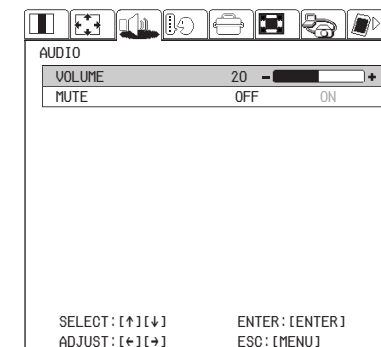 AUDIO
VOLUME 20 - +
MUTE OFF ON
SELECT:[↑][↓] ENTER:[ENTER]
ADJUST:[←][→] ESC:[MENU]